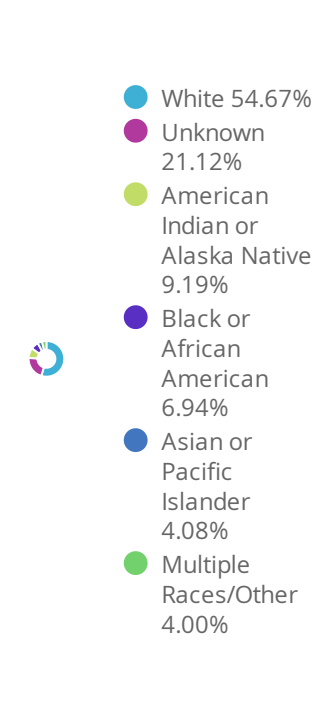 White 54.67%
Unknown
21.12%
American
Indian or
Alaska Native
9.19%
Black or
African
American
6.94%
Asian or
Pacific
Islander
4.08%
Multiple
Races/Other
4.00%